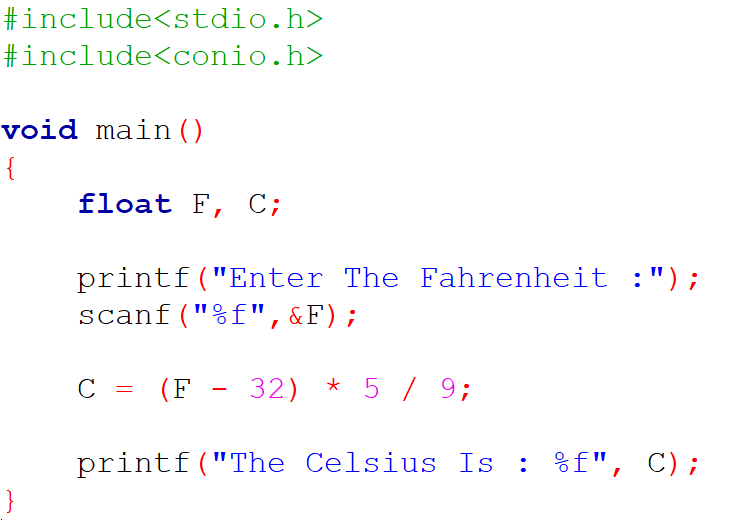 #include<stdio.h>
#include<conio.h>
void main()
{
float F, C;
printf("Enter The Fahrenheit :");
scanf("%f",&F);
C = (F - 32) * 5 / 9;
printf("The Celsius Is : %f", C);
}